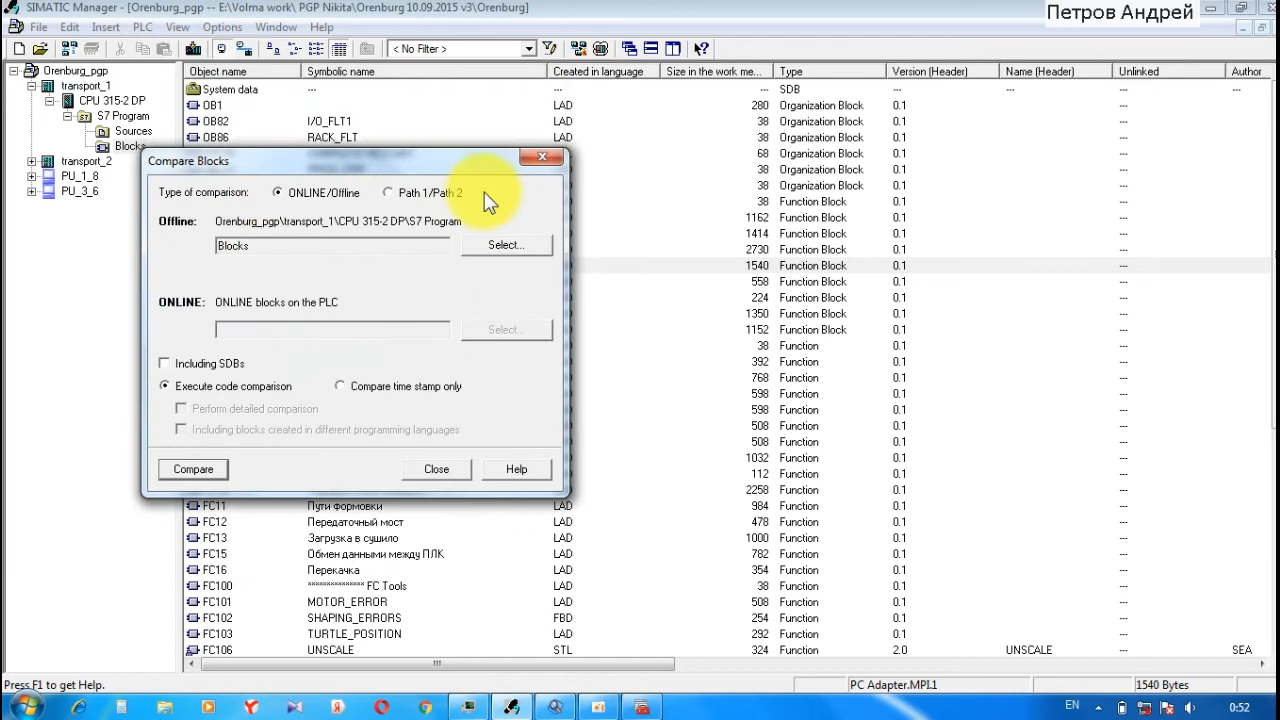 SIMATIC Manager - [Orenburg_pgp -- E:\Volma work\PGP Nikita\Orenburg 10.09.2015 v3\Orenburg]
Петров Андрей
File Edit Insert PLC View Options Window Help
< No Filter >
Orenburg_pgp
transport_1
CPU 315-2 DP
S7 Program
Sources
Blocks
transport_2
PU_1_8
PU_3_6
Object name Symbolic name Created in language Size in the work me... Type Version (Header) Name (Header) Unlinked Author
System data --- --- --- SDB --- --- ---
OB1 LAD 280 Organization Block 0.1 ---
OB82 I/O_FLT1 LAD 38 Organization Block 0.1 ---
OB86 RACK_FLT LAD 38 Organization Block 0.1 ---
68 Organization Block 0.1 ---
38 Organization Block 0.1 ---
38 Organization Block 0.1 ---
38 Function Block 0.1 ---
1162 Function Block 0.1 ---
1414 Function Block 0.1 ---
2730 Function Block 0.1 ---
1540 Function Block 0.1 ---
558 Function Block 0.1 ---
224 Function Block 0.1 ---
1350 Function Block 0.1 ---
1152 Function Block 0.1 ---
38 Function 0.1 ---
392 Function 0.1 ---
768 Function 0.1 ---
598 Function 0.1 ---
598 Function 0.1 ---
508 Function 0.1 ---
508 Function 0.1 ---
1032 Function 0.1 ---
112 Function 0.1 ---
2258 Function 0.1 ---
FC11 Пути формовки LAD 984 Function 0.1 ---
FC12 Передаточный мост LAD 478 Function 0.1 ---
FC13 Загрузка в сушило LAD 1000 Function 0.1 ---
FC15 Обмен данными между ПЛК LAD 782 Function 0.1 ---
FC16 Перекачка LAD 354 Function 0.1 ---
FC100 ************** FC Tools LAD 38 Function 0.1 ---
FC101 MOTOR_ERROR LAD 508 Function 0.1 ---
FC102 SHAPING_ERRORS FBD 254 Function 0.1 ---
FC103 TURTLE_POSITION LAD 292 Function 0.1 ---
FC106 UNSCALE STL 324 Function 2.0 UNSCALE --- SEA
Compare Blocks
Type of comparison: ONLINE/Offline Path 1/Path 2
Offline: Orenburg_pgp\transport_1\CPU 315-2 DP\S7 Program
Blocks Select...
ONLINE: ONLINE blocks on the PLC
Select...
Including SDBs
Execute code comparison Compare time stamp only
Perform detailed comparison
Including blocks created in different programming languages
Compare Close Help
Press F1 to get Help. PC Adapter.MPI.1 1540 Bytes
EN 0:52